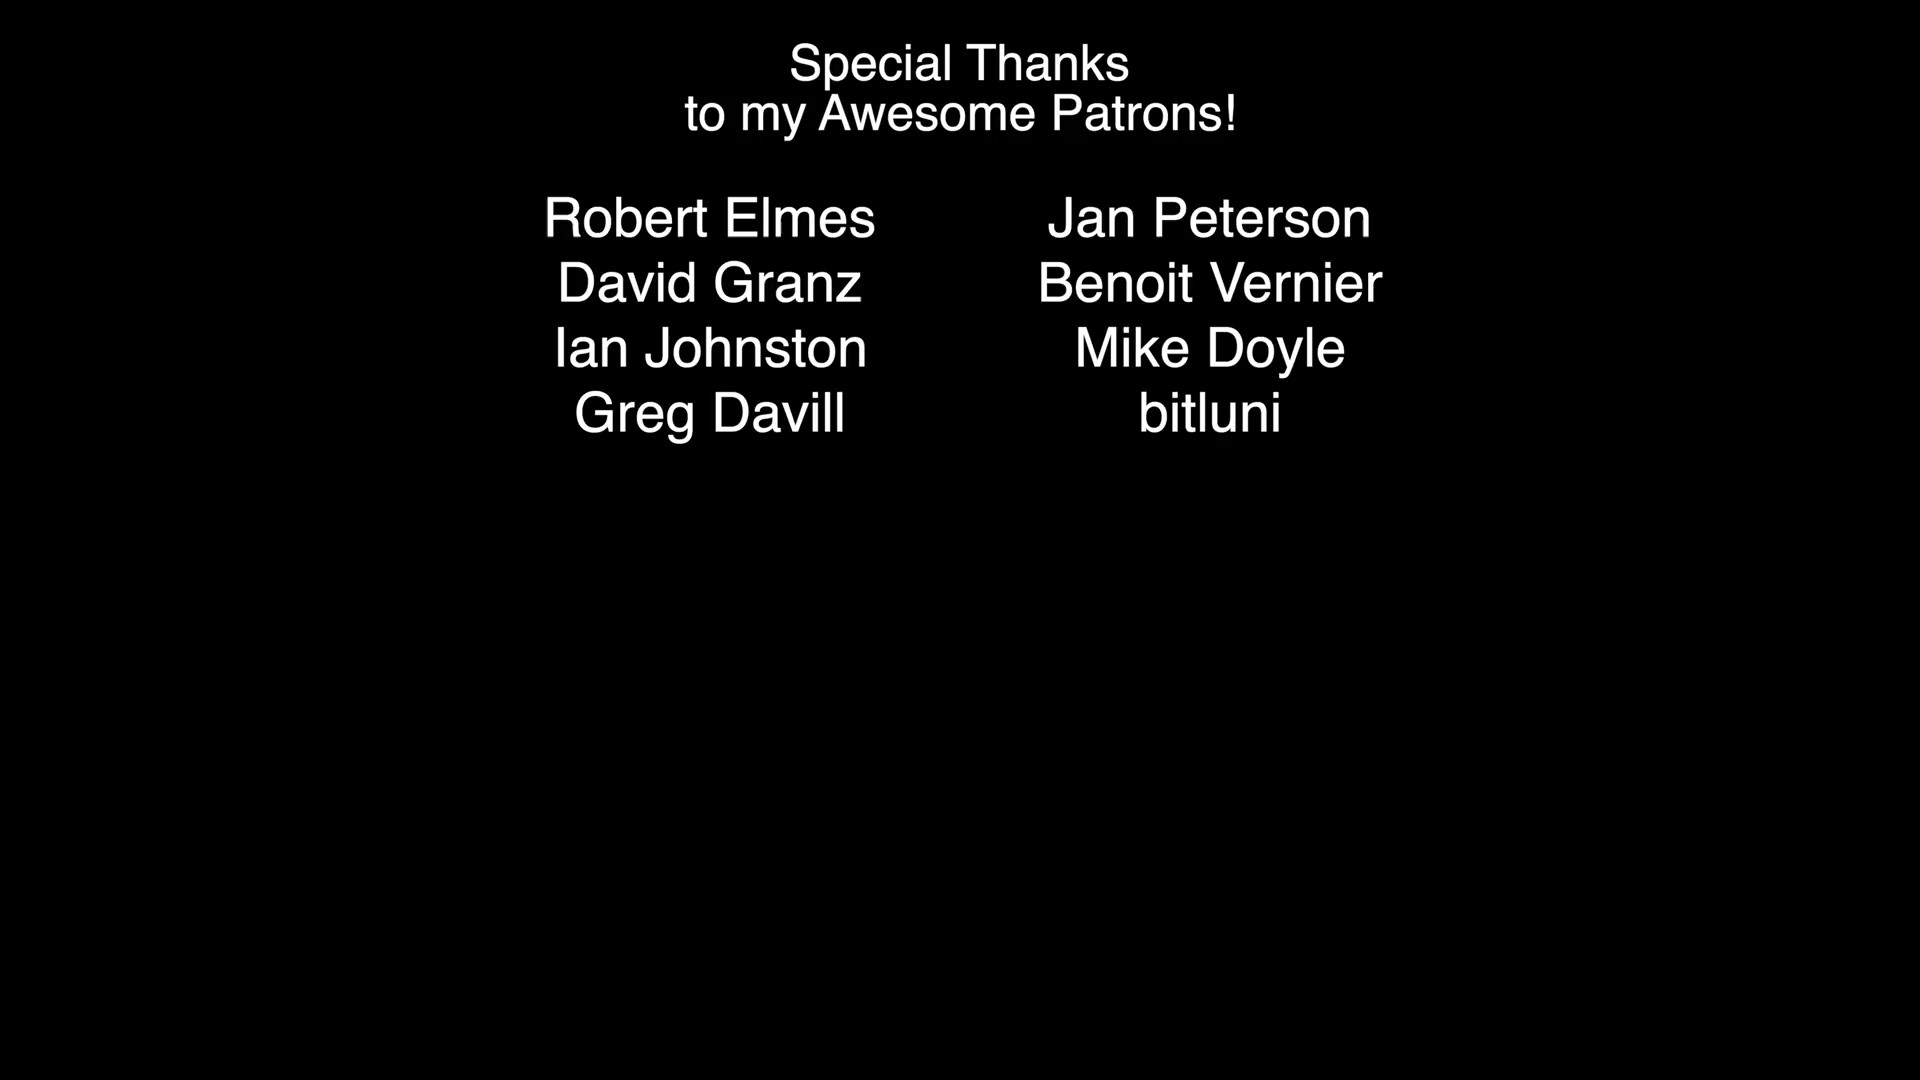 Special Thanks
to my Awesome Patrons!
Robert Elmes
David Granz
Ian Johnston
Greg Davill
Jan Peterson
Benoit Vernier
Mike Doyle
bitluni